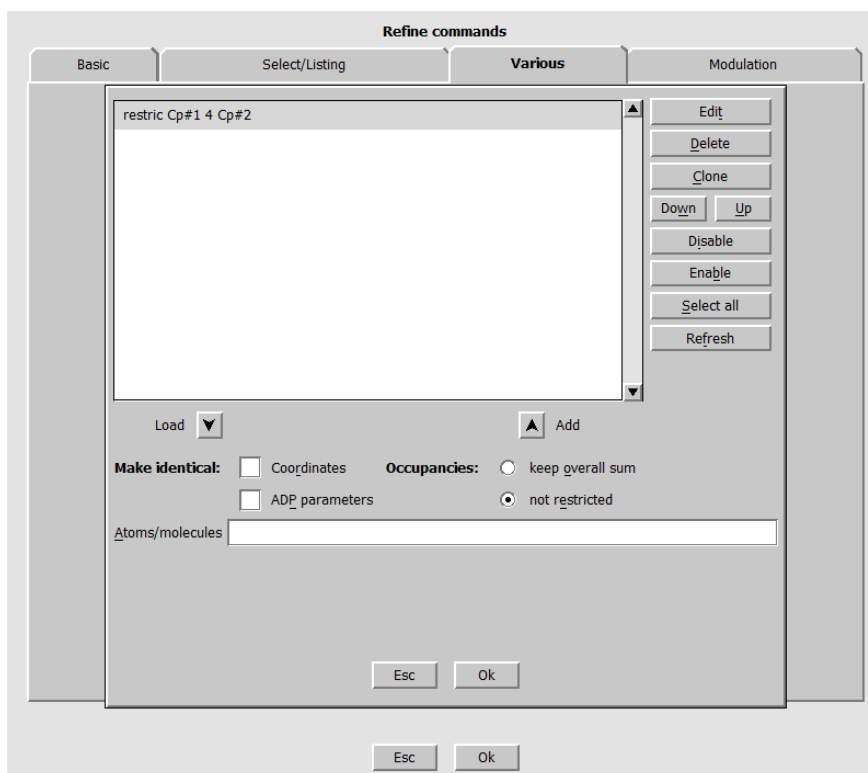 Refine commands
Basic Select/Listing Various Modulation
restric Cp#1 4 Cp#2
Edit
Delete
Clone
Down Up
Disable
Enable
Select all
Refresh
Load Add
Make identical: Coordinates Occupancies: keep overall sum
ADP parameters not restricted
Atoms/molecules
Esc Ok
Esc Ok